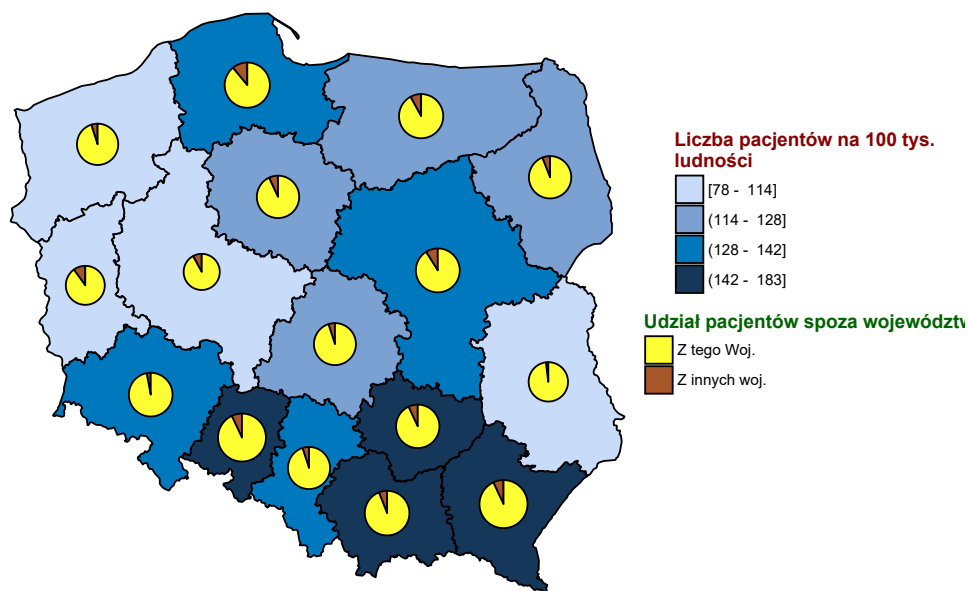 Liczba pacjentów na 100 tys.
ludności
[78 - 114]
(114 - 128]
(128 - 142]
(142 - 183]
Udział pacjentów spoza województw
Z tego Woj.
Z innych woj.